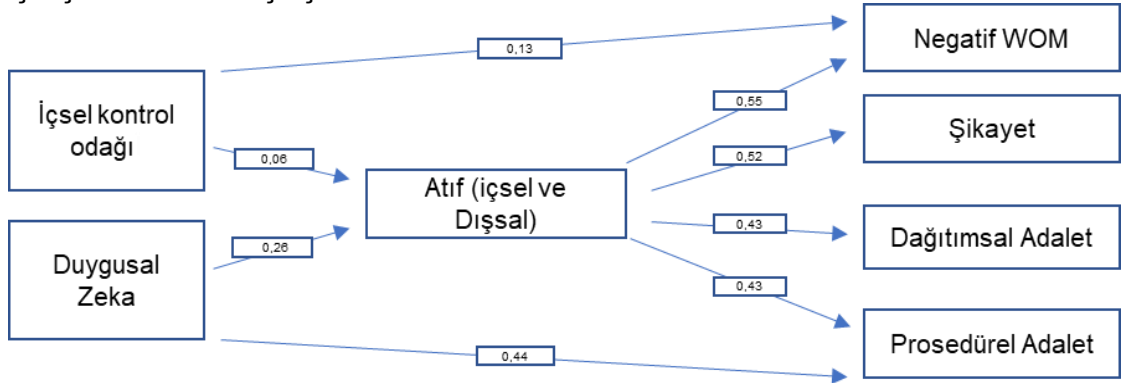 Negatif WOM
0,13
İçsel kontrol
odağı
0,55
Şikayet
0,52
0,06
Atıf (içsel ve
Dışsal)
0,43
Dağıtımsal Adalet
0,26
Duygusal
Zeka
0,43
Prosedürel Adalet
0,44